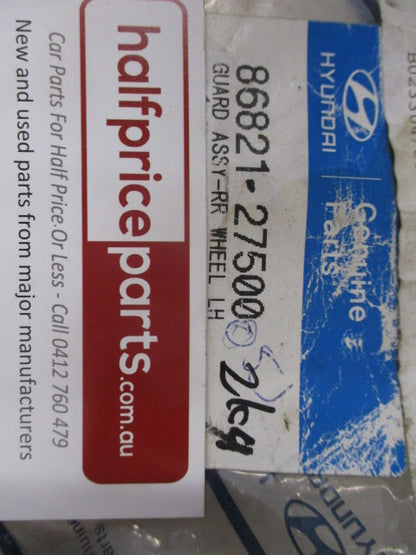 HYUNDAI
Genuine
Parts
86821-27500
GUARD ASSY-RR WHEEL LH
269
halfpriceparts.com.au
Car Parts For Half Price Or Less - Call 0412 760 479
New and used parts from major manufacturers